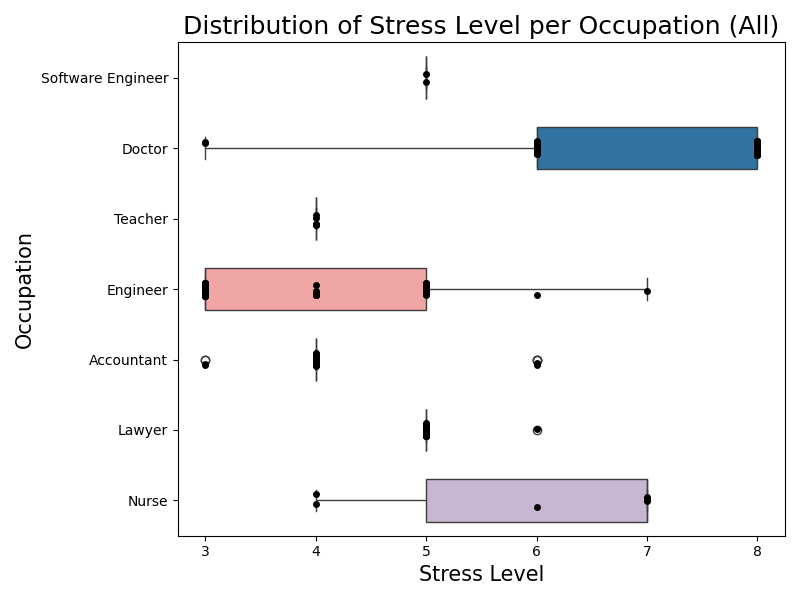 Distribution of Stress Level per Occupation (All)
Software Engineer
Doctor
Teacher
Engineer
Accountant
Lawyer
Nurse
Occupation
3 4 5 6 7 8
Stress Level